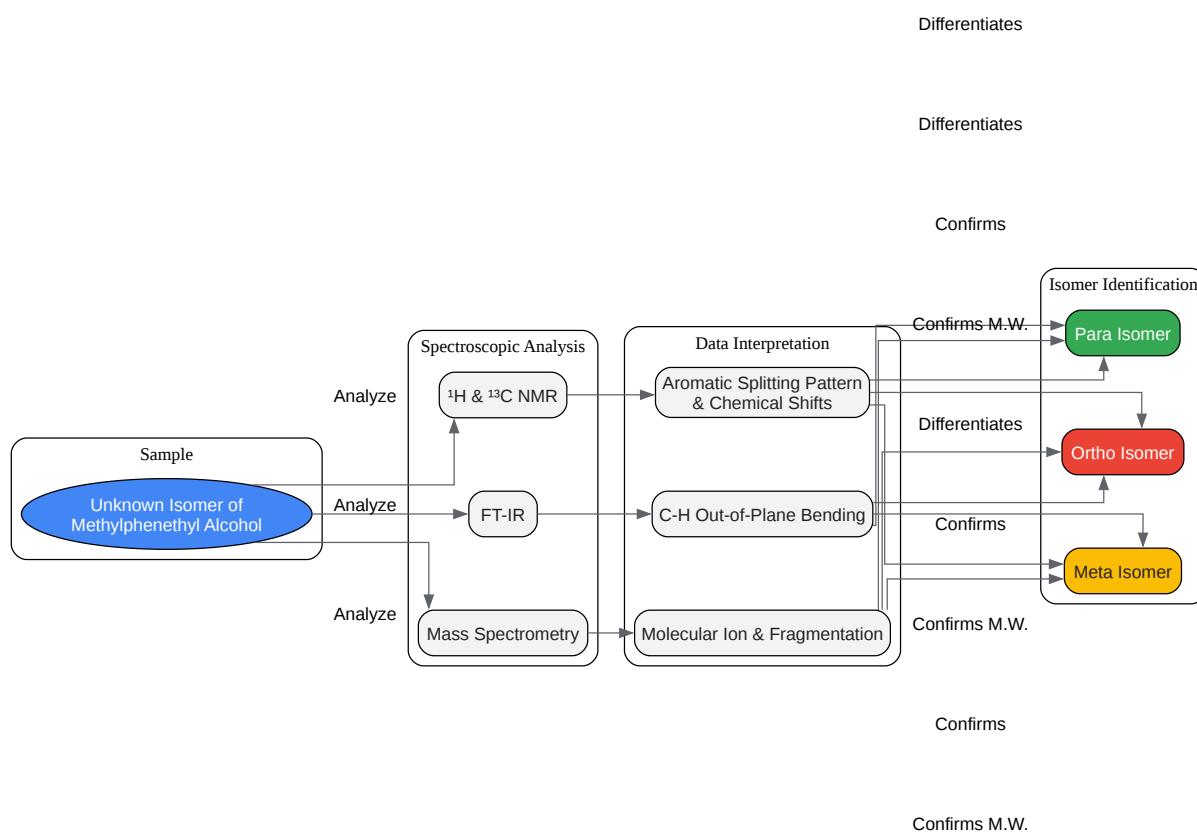 Differentiates
Differentiates
Confirms
Isomer Identification
Confirms M.W.
Para Isomer
Spectroscopic Analysis
Data Interpretation
¹H & ¹³C NMR
Aromatic Splitting Pattern
& Chemical Shifts
Analyze
Differentiates
Ortho Isomer
Sample
Unknown Isomer of
Methylphenethyl Alcohol
Analyze
FT-IR
C-H Out-of-Plane Bending
Confirms
Meta Isomer
Analyze
Mass Spectrometry
Molecular Ion & Fragmentation
Confirms M.W.
Confirms
Confirms M.W.